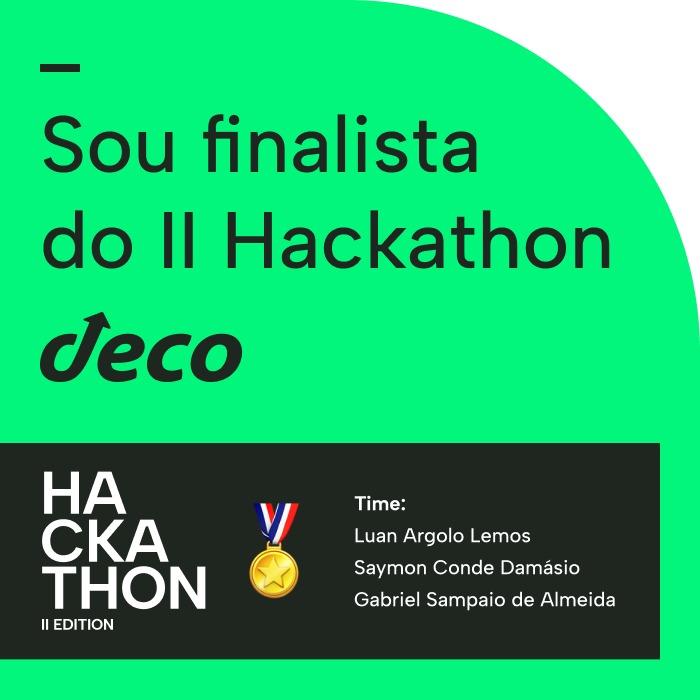 Sou finalista
do II Hackathon
deco
HA
CKA
THON
II EDITION
Time:
Luan Argolo Lemos
Saymon Conde Damásio
Gabriel Sampaio de Almeida